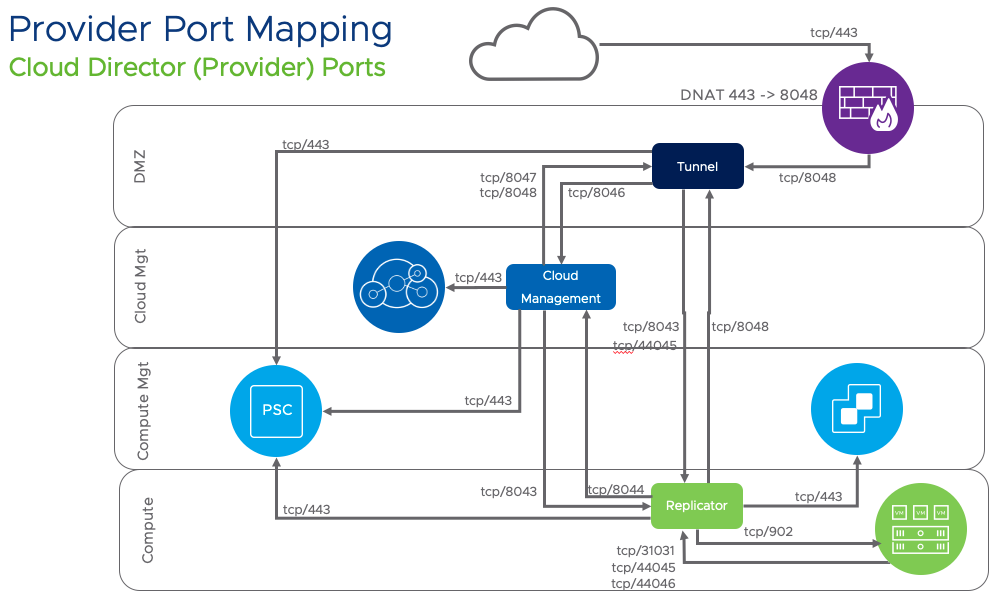 Provider Port Mapping
Cloud Director (Provider) Ports
tcp/443
DNAT 443 -> 8048
DMZ
tcp/443
Tunnel
tcp/8047
tcp/8048
tcp/8046
tcp/8048
Cloud Mgt
tcp/443
Cloud
Management
tcp/8043
tcp/44045
tcp/8048
Compute Mgt
PSC
tcp/443
Compute
tcp/443
tcp/8043
tcp/8044
Replicator
tcp/443
tcp/902
VM VM VM
tcp/31031
tcp/44045
tcp/44046